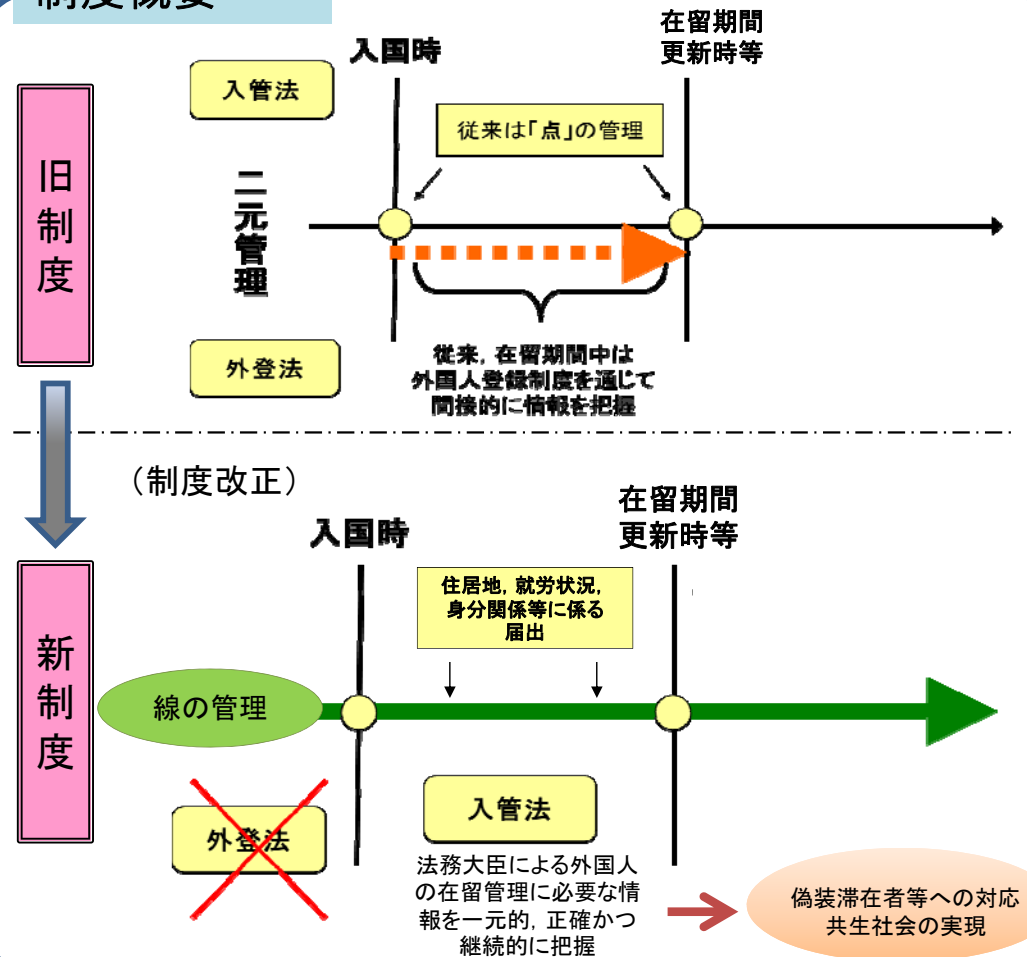 制度概要
入国時
在留期間
更新時等
入管法
従来は「点」の管理
旧制度
二元管理
外登法
従来，在留期間中は
外国人登録制度を通じて
間接的に情報を把握
（制度改正）
入国時
在留期間
更新時等
住居地，就労状況，
身分関係等に係る
届出
新制度
線の管理
外登法
入管法
法務大臣による外国人
の在留管理に必要な情
報を一元的，正確かつ
継続的に把握
偽装滞在者等への対応
共生社会の実現